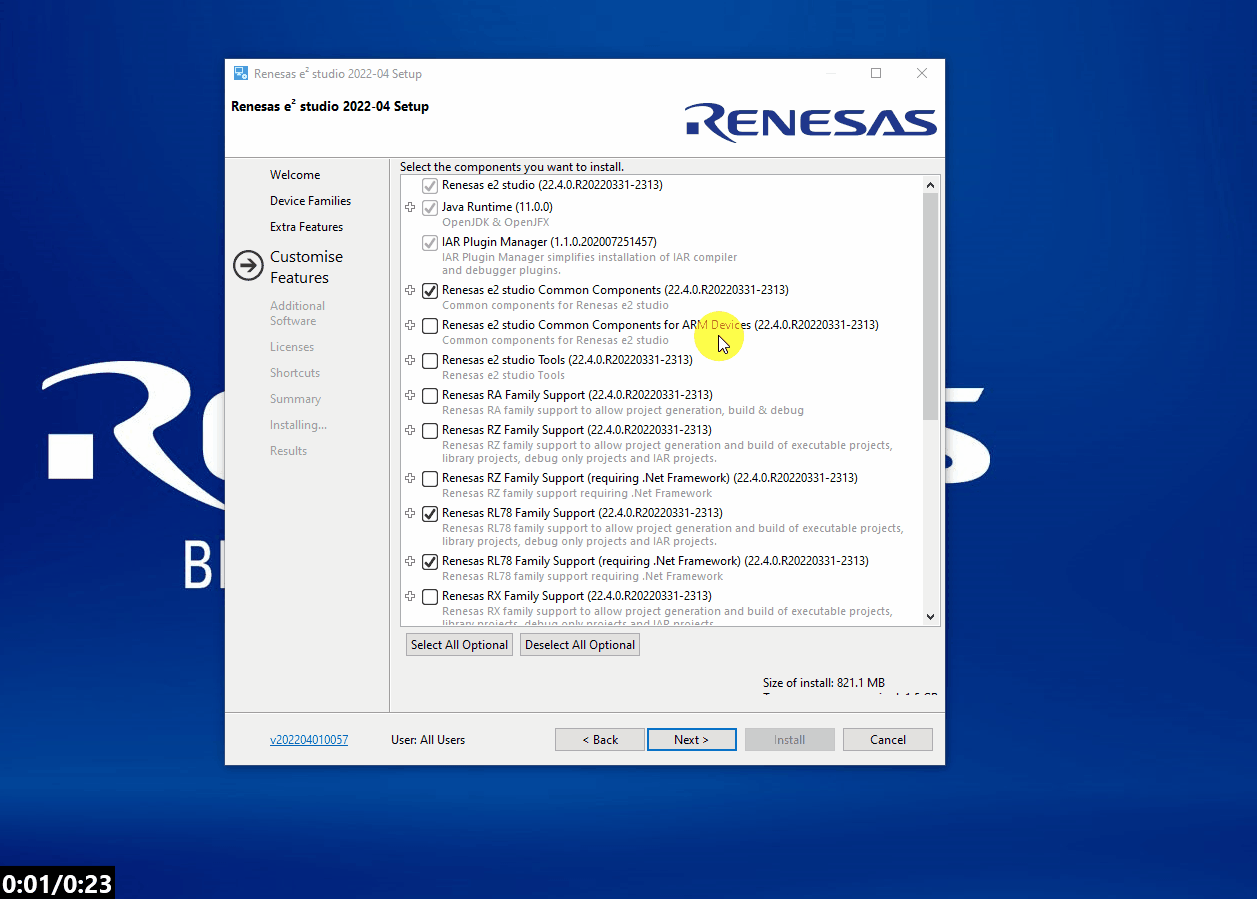 Renesas e² studio 2022-04 Setup
Renesas e² studio 2022-04 Setup
RENESAS
Welcome
Device Families
Extra Features
Customise
Features
Additional
Software
Licenses
Shortcuts
Summary
Installing...
Results
Select the components you want to install.
Renesas e2 studio (22.4.0.R20220331-2313)
Java Runtime (11.0.0)
OpenJDK & OpenJFX
IAR Plugin Manager (1.1.0.202007251457)
IAR Plugin Manager simplifies installation of IAR compiler
and debugger plugins.
Renesas e2 studio Common Components (22.4.0.R20220331-2313)
Common components for Renesas e2 studio
Renesas e2 studio Common Components for ARM Devices (22.4.0.R20220331-2313)
Common components for Renesas e2 studio
Renesas e2 studio Tools (22.4.0.R20220331-2313)
Renesas e2 studio Tools
Renesas RA Family Support (22.4.0.R20220331-2313)
Renesas RA family support to allow project generation, build & debug
Renesas RZ Family Support (22.4.0.R20220331-2313)
Renesas RZ family support to allow project generation and build of executable projects,
library projects, debug only projects and IAR projects.
Renesas RZ Family Support (requiring .Net Framework) (22.4.0.R20220331-2313)
Renesas RZ family support requiring .Net Framework
Renesas RL78 Family Support (22.4.0.R20220331-2313)
Renesas RL78 family support to allow project generation and build of executable projects,
library projects, debug only projects and IAR projects.
Renesas RL78 Family Support (requiring .Net Framework) (22.4.0.R20220331-2313)
Renesas RL78 family support requiring .Net Framework
Renesas RX Family Support (22.4.0.R20220331-2313)
Renesas RX family support to allow project generation and build of executable projects,
library projects, debug only projects and IAR projects.
Select All Optional
Deselect All Optional
Size of install: 821.1 MB
v202204010057
User: All Users
< Back
Next >
Install
Cancel
0:01/0:23